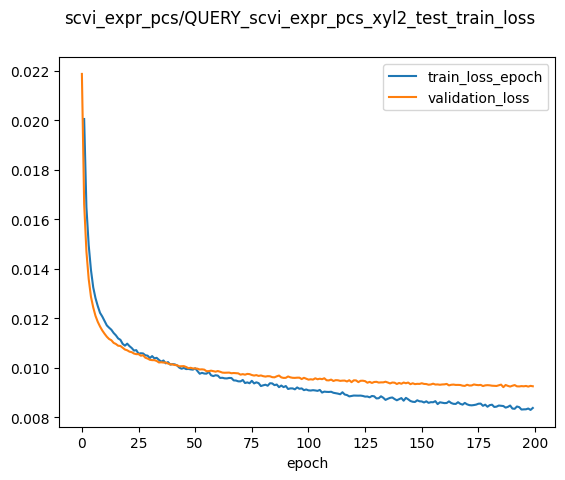 scvi_expr_pcs/QUERY_scvi_expr_pcs_xyl2_test_train_loss
train_loss_epoch
validation_loss
0.022
0.020
0.018
0.016
0.014
0.012
0.010
0.008
0 25 50 75 100 125 150 175 200
epoch